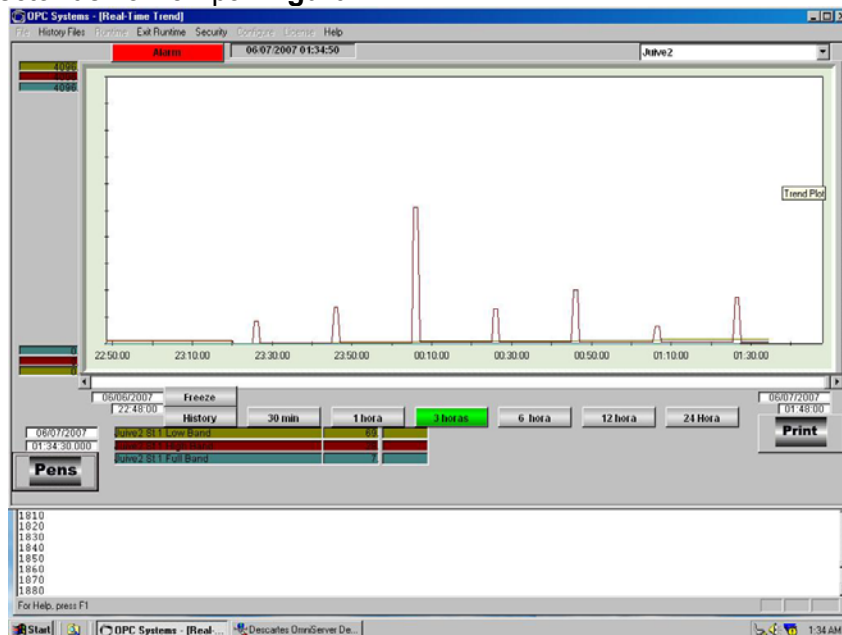 OPC Systems - [Real-Time Trend]
File History Files Runtime Exit Runtime Security Configure License Help
Alarm 06/07/2007 01:34:50 Juive2
4096
4096
Trend Plot
0
0
22:50:00 23:10:00 23:30:00 23:50:00 00:10:00 00:30:00 00:50:00 01:10:00 01:30:00
06/06/2007 Freeze 06/07/2007
22:48:00 History 30 min 1 hora 3 horas 6 hora 12 hora 24 Hora 01:48:00
06/07/2007 Juive2 St 1 Low Band 69 Print
01:34:30.000 Juive2 St 1 High Band
Pens Juive2 St 1 Full Band 7
1810
1820
1830
1840
1850
1860
1870
1880
For Help, press F1
Start OPC Systems - [Real-... Descartes OmniServer De... 1:34 AM